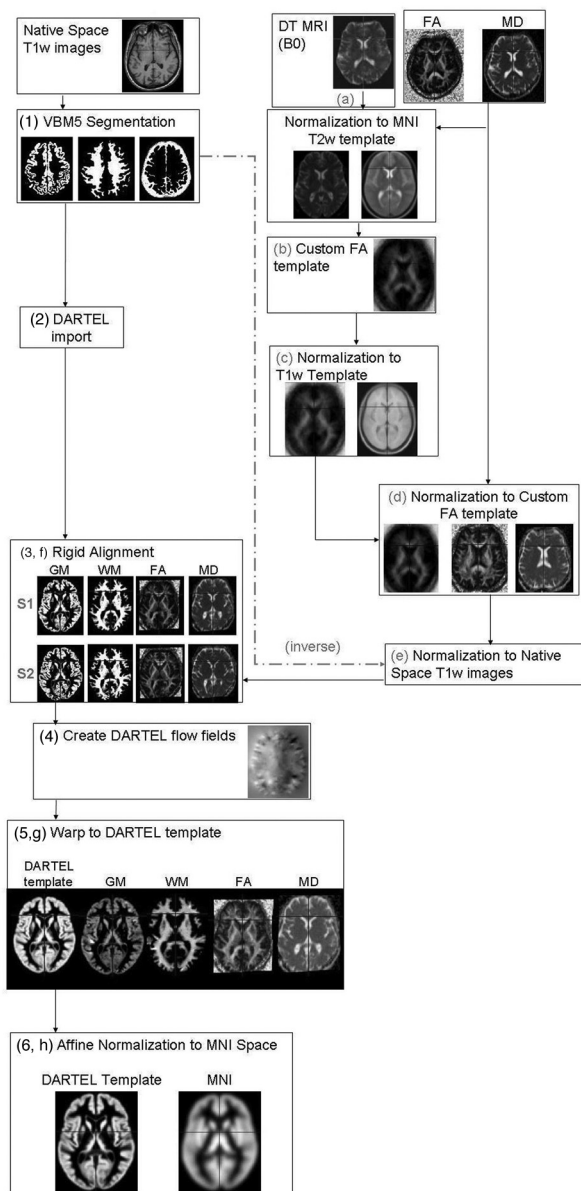 Native Space
T1w images
(1) VBM5 Segmentation
(2) DARTEL
import
DT MRI
(B0)
FA
MD
(a)
Normalization to MNI
T2w template
(b) Custom FA
template
(c) Normalization to
T1w Template
(d) Normalization to Custom
FA template
(inverse)
(e) Normalization to Native
Space T1w images
(3, f) Rigid Alignment
GM WM FA MD
S1
S2
(4) Create DARTEL flow fields
(5,g) Warp to DARTEL template
DARTEL
template GM WM FA MD
(6, h) Affine Normalization to MNI Space
DARTEL Template MNI